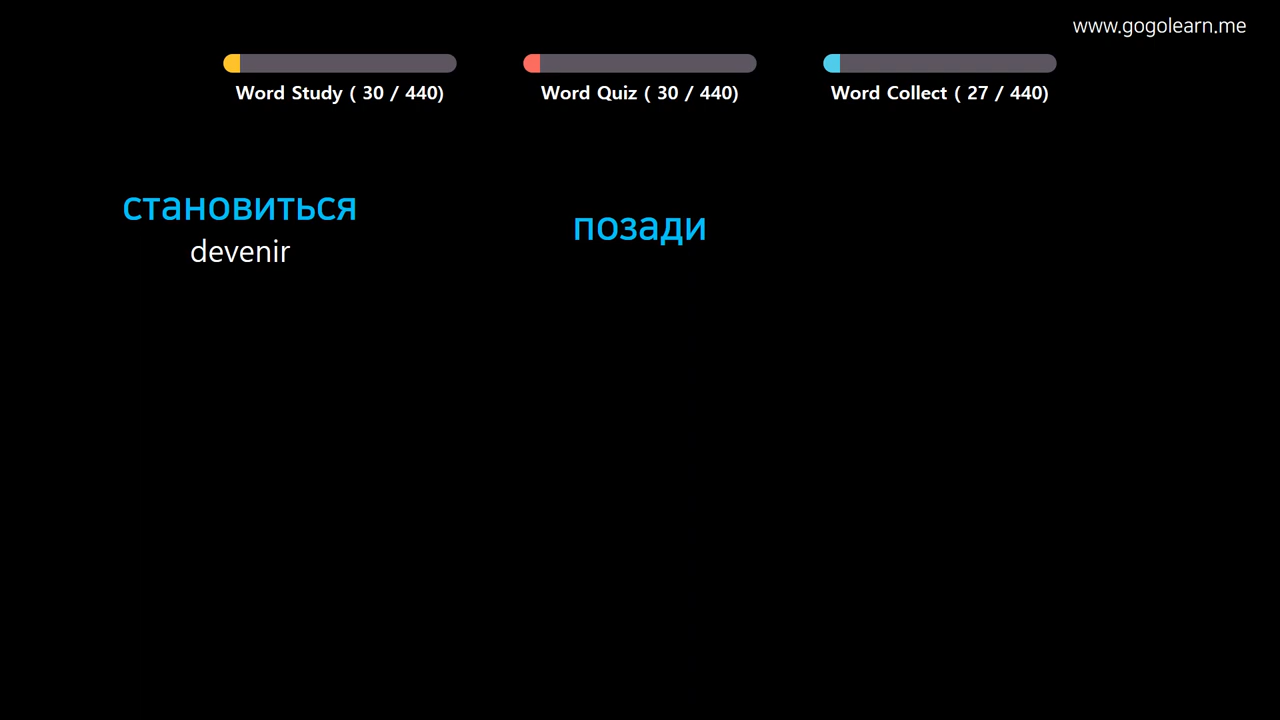 www.gogolearn.me
Word Study ( 30 / 440)
Word Quiz ( 30 / 440)
Word Collect ( 27 / 440)
становиться
devenir
позади